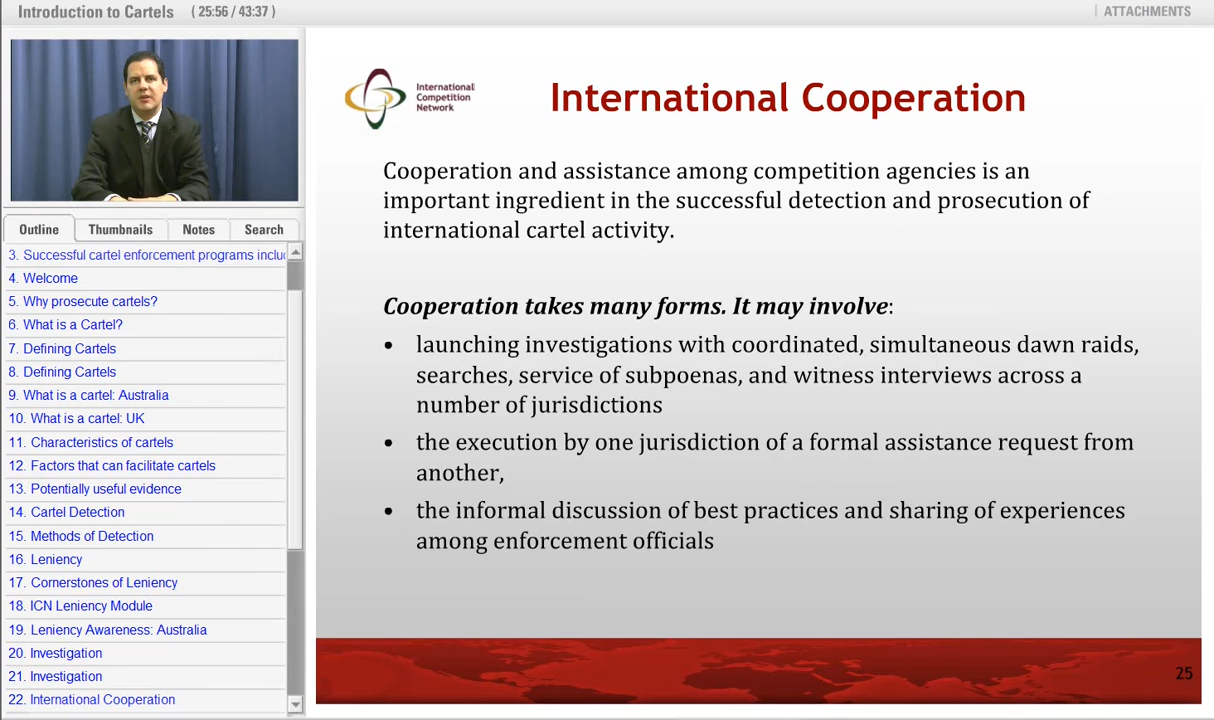 Introduction to Cartels ( 25:56 / 43:37 )
ATTACHMENTS
Outline
Thumbnails
Notes
Search
3. Successful cartel enforcement programs inclu
4. Welcome
5. Why prosecute cartels?
6. What is a Cartel?
7. Defining Cartels
8. Defining Cartels
9. What is a cartel: Australia
10. What is a cartel: UK
11. Characteristics of cartels
12. Factors that can facilitate cartels
13. Potentially useful evidence
14. Cartel Detection
15. Methods of Detection
16. Leniency
17. Cornerstones of Leniency
18. ICN Leniency Module
19. Leniency Awareness: Australia
20. Investigation
21. Investigation
22. International Cooperation
International
Competition
Network
International Cooperation
Cooperation and assistance among competition agencies is an
important ingredient in the successful detection and prosecution of
international cartel activity.
Cooperation takes many forms. It may involve:
• launching investigations with coordinated, simultaneous dawn raids,
searches, service of subpoenas, and witness interviews across a
number of jurisdictions
• the execution by one jurisdiction of a formal assistance request from
another,
• the informal discussion of best practices and sharing of experiences
among enforcement officials
25